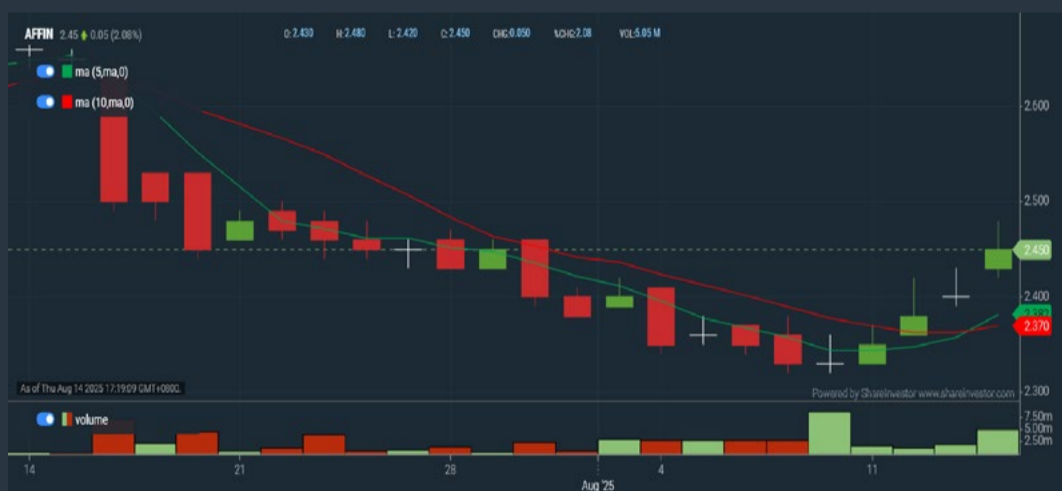 AFFIN 2.45 0.05 (2.08%) O: 2.430 H: 2.480 L: 2.420 C: 2.450 CHG:0.050 %CHG:2.08 VOL:5.05 M
ma (5,ma,0)
ma (10,ma,0)
2.600
2.500
2.450
2.400
2.382
2.370
2.300
As of Thu Aug 14 2025 17:19:09 GMT+0800.
Powered by ShareInvestor www.shareinvestor.com
volume
7.50m
5.00m
2.50m
14 21 28 4 11
Aug '25